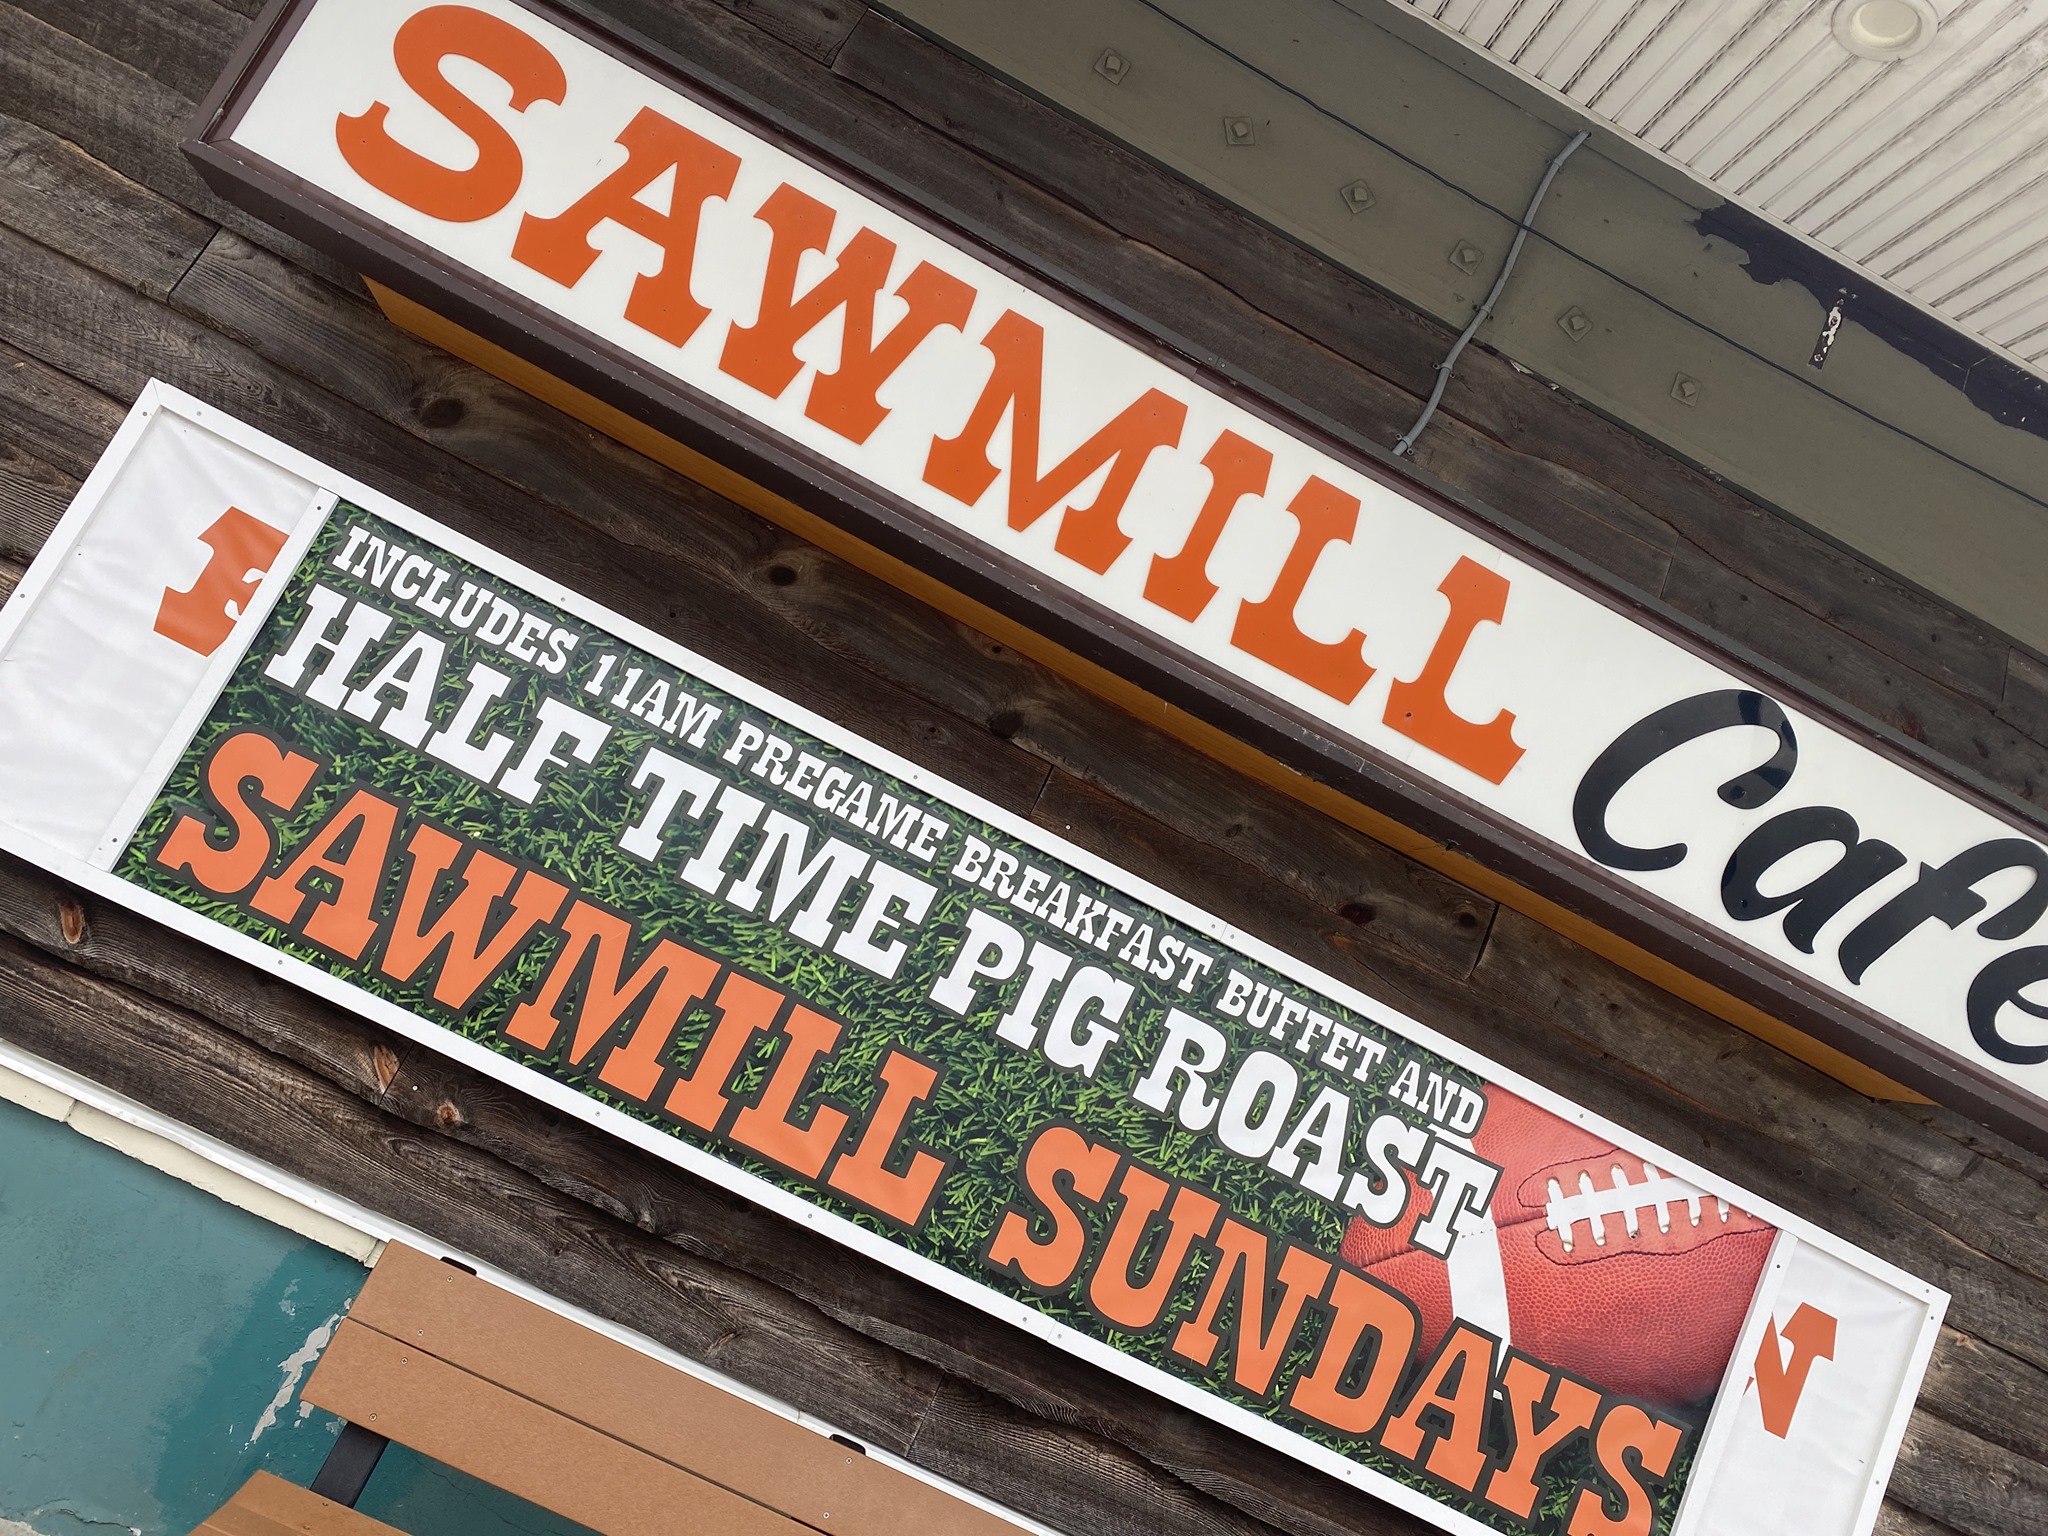 SAWMILL Cafe
INCLUDES 11AM PREGAME BREAKFAST BUFFET AND
HALF TIME PIG ROAST
SAWMILL SUNDAYS